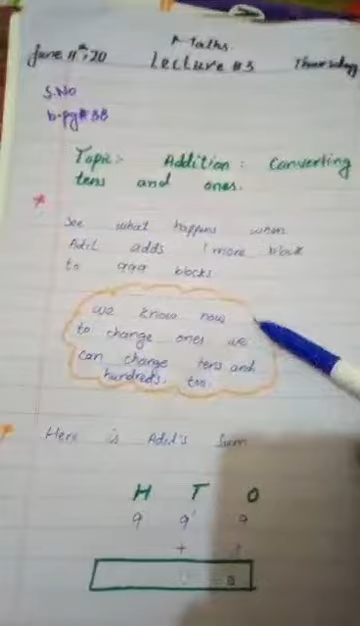 Maths.
June 11th 20 Lecture #3 Thursday
S.No
b.pg# 88
Topic:- Addition: Converting
tens and ones.
See what happens when
Adil adds 1 more block
to 999 blocks
we know how
to change ones we
can change tens and
hundreds. too.
Here is Adil's Sum
H T O
9 9' 9
+
0